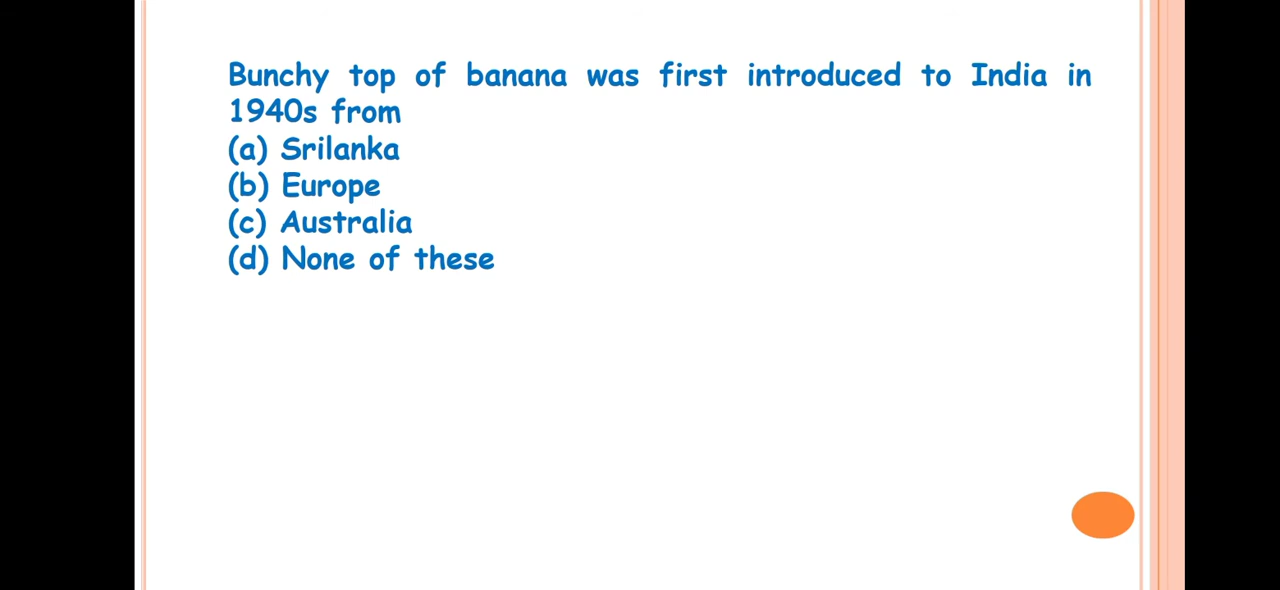 Bunchy top of banana was first introduced to India in
1940s from
(a) Srilanka
(b) Europe
(c) Australia
(d) None of these